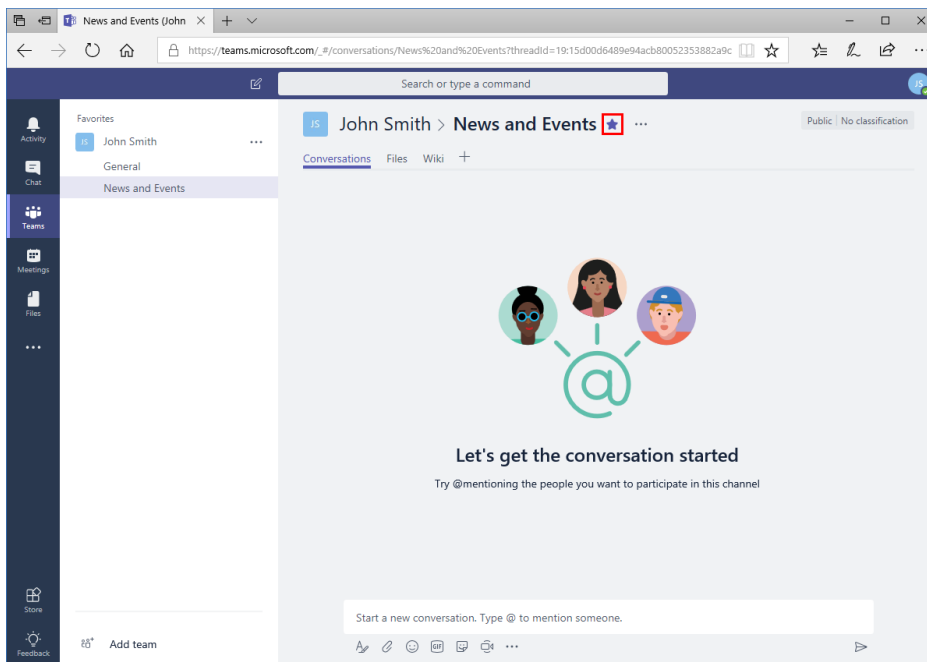 News and Events (John
https://teams.microsoft.com/_#/conversations/News%20and%20Events?threadId=19:15d00d6489e94acb80052353882a9c
Search or type a command
JS
Activity
Chat
Teams
Meetings
Files
Store
Feedback
Favorites
JS John Smith
General
News and Events
Add team
JS John Smith > News and Events
Public | No classification
Conversations Files Wiki
@
Let's get the conversation started
Try @mentioning the people you want to participate in this channel
Start a new conversation. Type @ to mention someone.
GIF